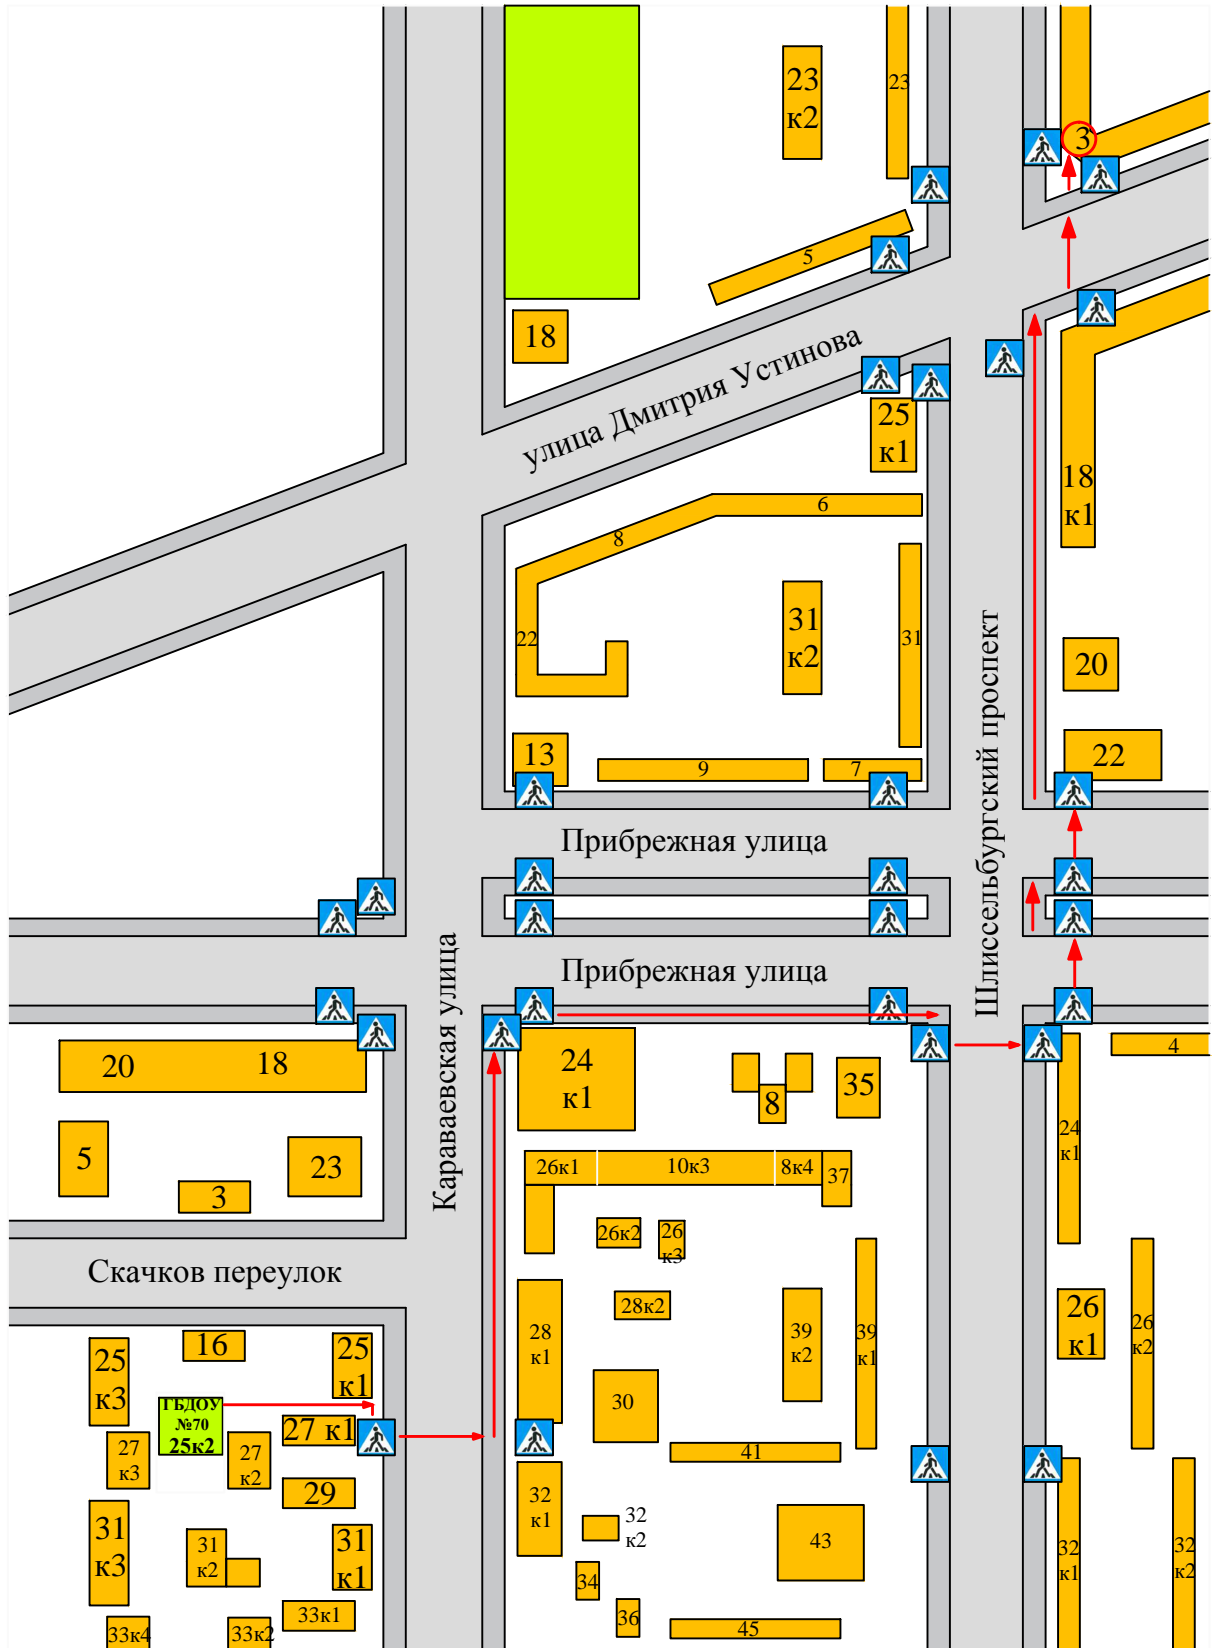 23
к2
23
3
5
18
улица Дмитрия Устинова
25
к1
18
к1
6
8
22
31
к2
31
20
Шлиссельбургский проспект
13
9
7
22
Прибрежная улица
Прибрежная улица
Караваевская улица
20
18
24
к1
8
35
4
24
к1
5
3
23
26к1
10к3
8к4
37
26к2
26
к3
Скачков переулок
28к2
28
к1
39
к2
39
к1
26
к1
26
к2
16
25
к3
25
к1
ГБДОУ
№70
25к2
27 к1
27
к3
27
к2
30
41
29
32
к1
32
к2
43
31
к3
31
к2
31
к1
32
к1
32
к2
34
36
45
33к1
33к4
33к2